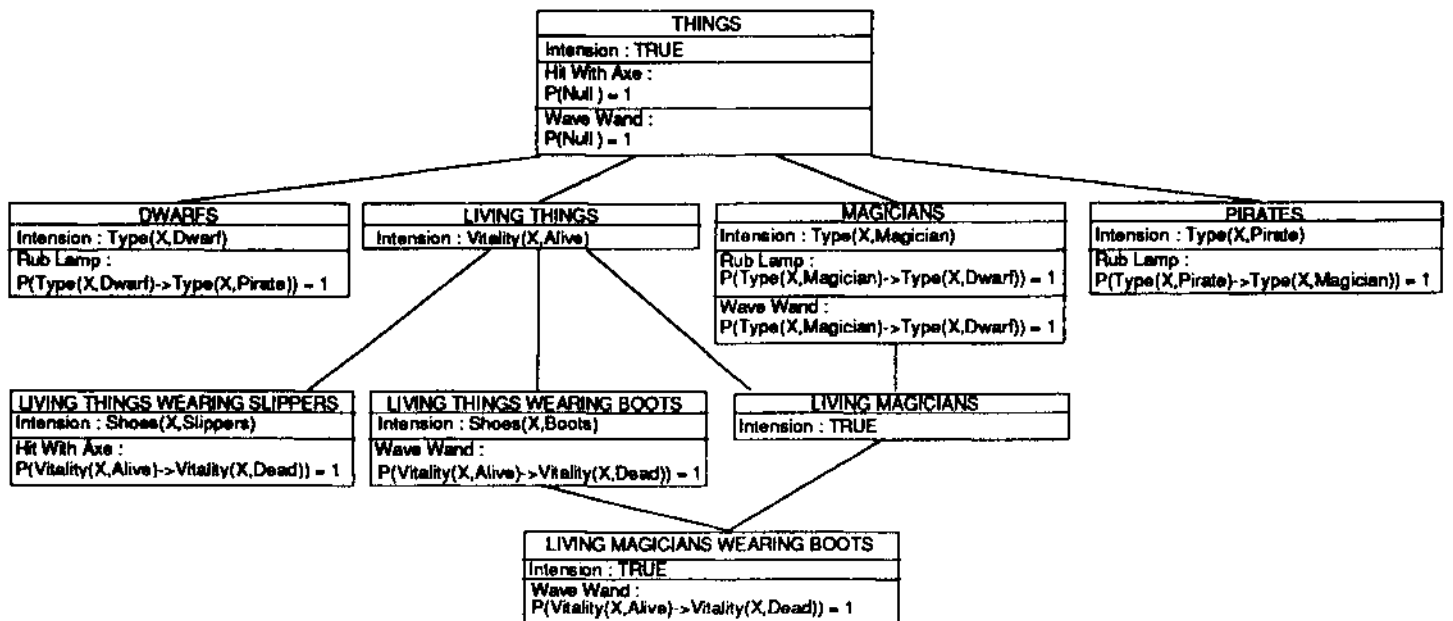 THINGS
Intension : TRUE
Hit With Axe :
P(Null ) = 1
Wave Wand :
P(Null ) = 1
DWARFS
Intension : Type(X,Dwarf)
Rub Lamp :
P(Type(X,Dwarf)->Type(X,Pirate)) = 1
LIVING THINGS
Intension : Vitality(X,Alive)
MAGICIANS
Intension : Type(X,Magician)
Rub Lamp :
P(Type(X,Magician)->Type(X,Dwarf)) = 1
Wave Wand :
P(Type(X,Magician)->Type(X,Dwarf)) = 1
PIRATES
Intension : Type(X,Pirate)
Rub Lamp :
P(Type(X,Pirate)->Type(X,Magician)) = 1
LIVING THINGS WEARING SLIPPERS
Intension : Shoes(X,Slippers)
Hit With Axe :
P(Vitality(X,Alive)->Vitality(X,Dead)) = 1
LIVING THINGS WEARING BOOTS
Intension : Shoes(X,Boots)
Wave Wand :
P(Vitality(X,Alive)->Vitality(X,Dead)) = 1
LIVING MAGICIANS
Intension : TRUE
LIVING MAGICIANS WEARING BOOTS
Intension : TRUE
Wave Wand :
P(Vitality(X,Alive)->Vitality(X,Dead)) = 1